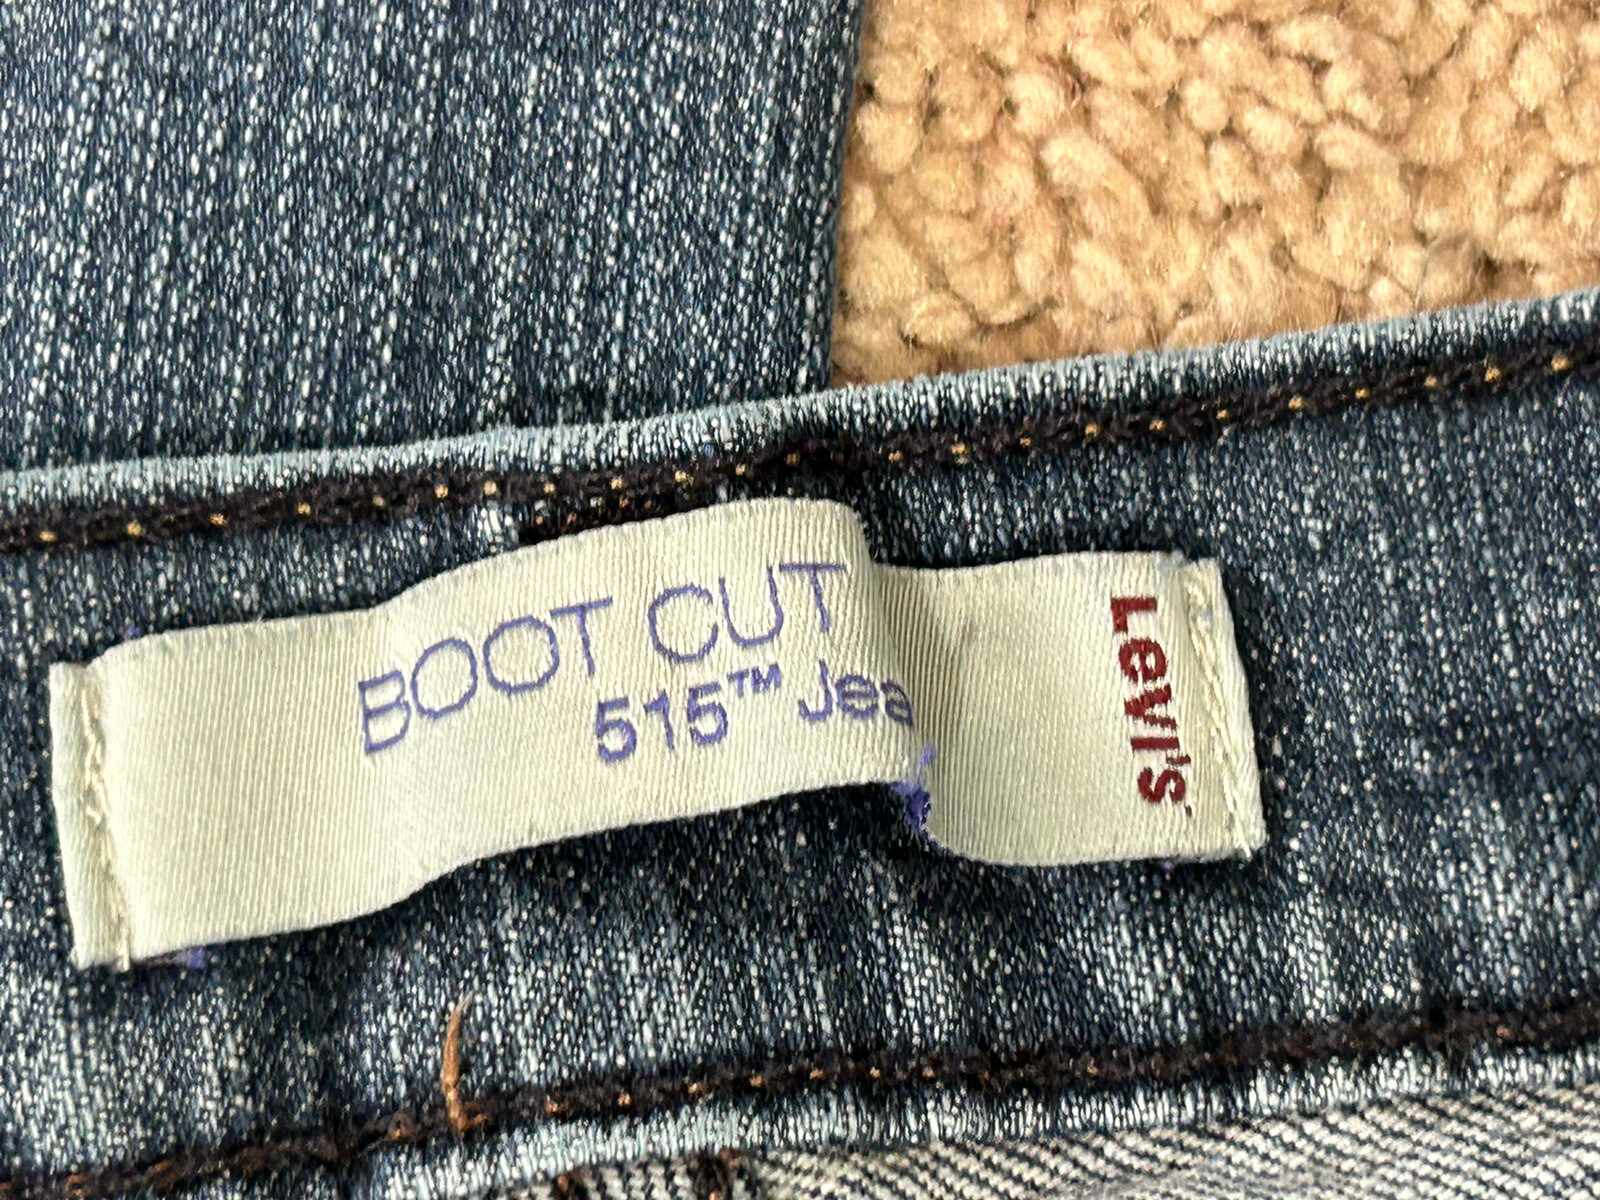 BOOT CUT
515™ Jea
Levi's